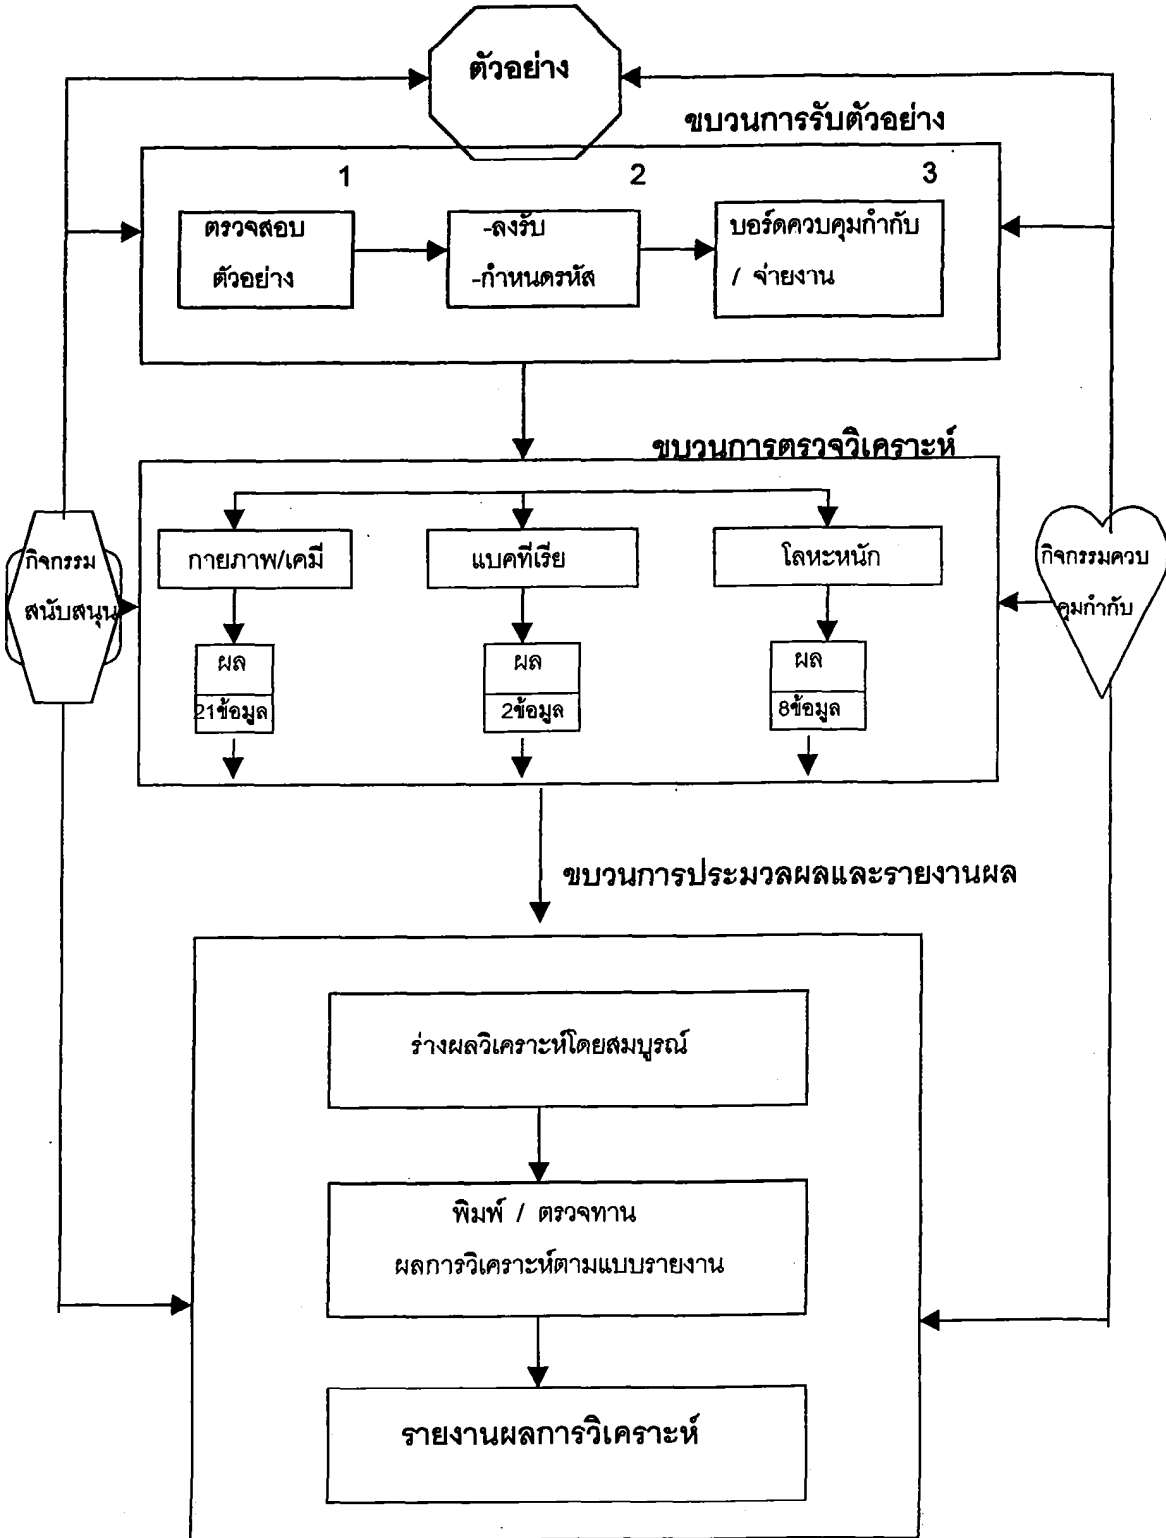 ตัวอย่าง
ขบวนการรับตัวอย่าง
1
2
3
ตรวจสอบ
ตัวอย่าง
-ลงรับ
-กำหนดรหัส
บอร์ดควบคุมกำกับ
/ จ่ายงาน
ขบวนการตรวจวิเคราะห์
กิจกรรม
สนับสนุน
กายภาพ/เคมี
แบคที่เรีย
โลหะหนัก
กิจกรรมควบ
คุมกำกับ
ผล
21ข้อมูล
ผล
2ข้อมูล
ผล
8ข้อมูล
ขบวนการประมวลผลและรายงานผล
ร่างผลวิเคราะห์โดยสมบูรณ์
พิมพ์ / ตรวจทาน
ผลการวิเคราะห์ตามแบบรายงาน
รายงานผลการวิเคราะห์